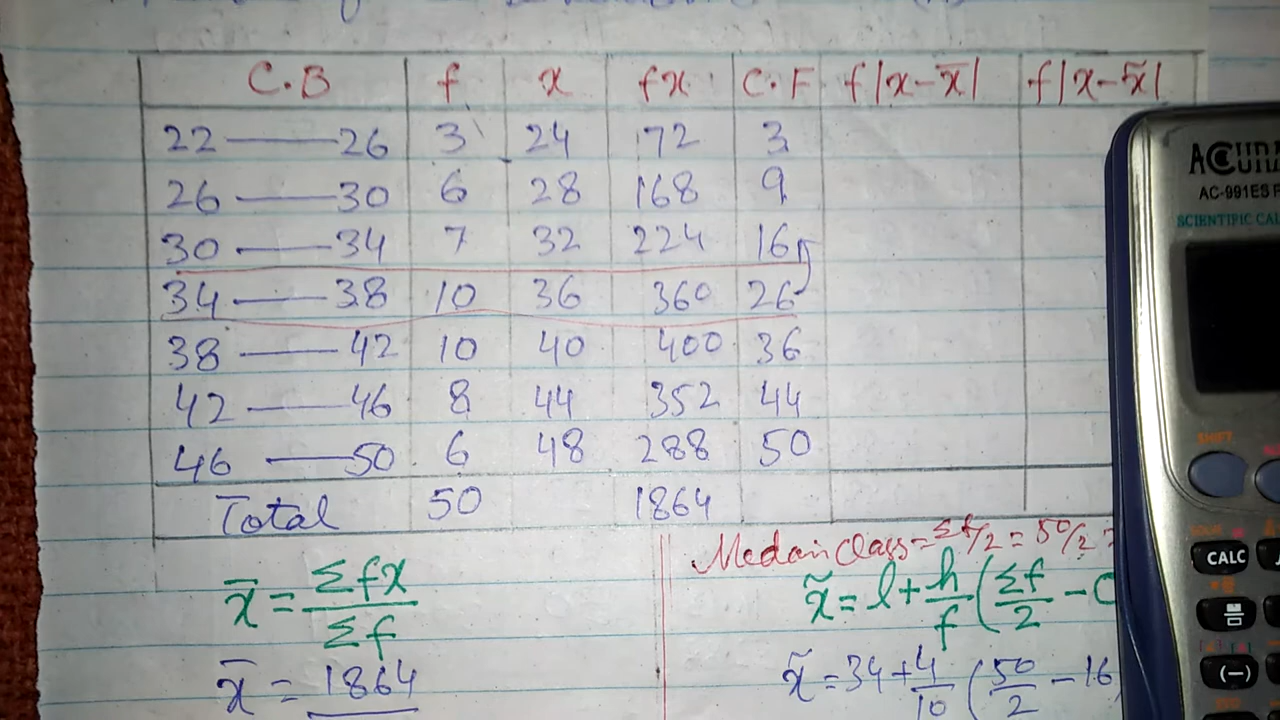 C.B f x fx C.F f|x-x̄| f|x-x̃|
22 — 26 3 24 72 3
26 — 30 6 28 168 9
30 — 34 7 32 224 16
34 — 38 10 36 360 26
38 — 42 10 40 400 36
42 — 46 8 44 352 44
46 — 50 6 48 288 50
Total 50 1864
x̄ = Σfx / Σf
x̄ = 1864
Medain class = Σf/2 = 50/2 =
x̃ = l + h/f (Σf/2 - C
x̃ = 34 + 4/10 (50/2 - 16
AC-991ES
SCIENTIFIC CAL
SHIFT
CALC
(-)